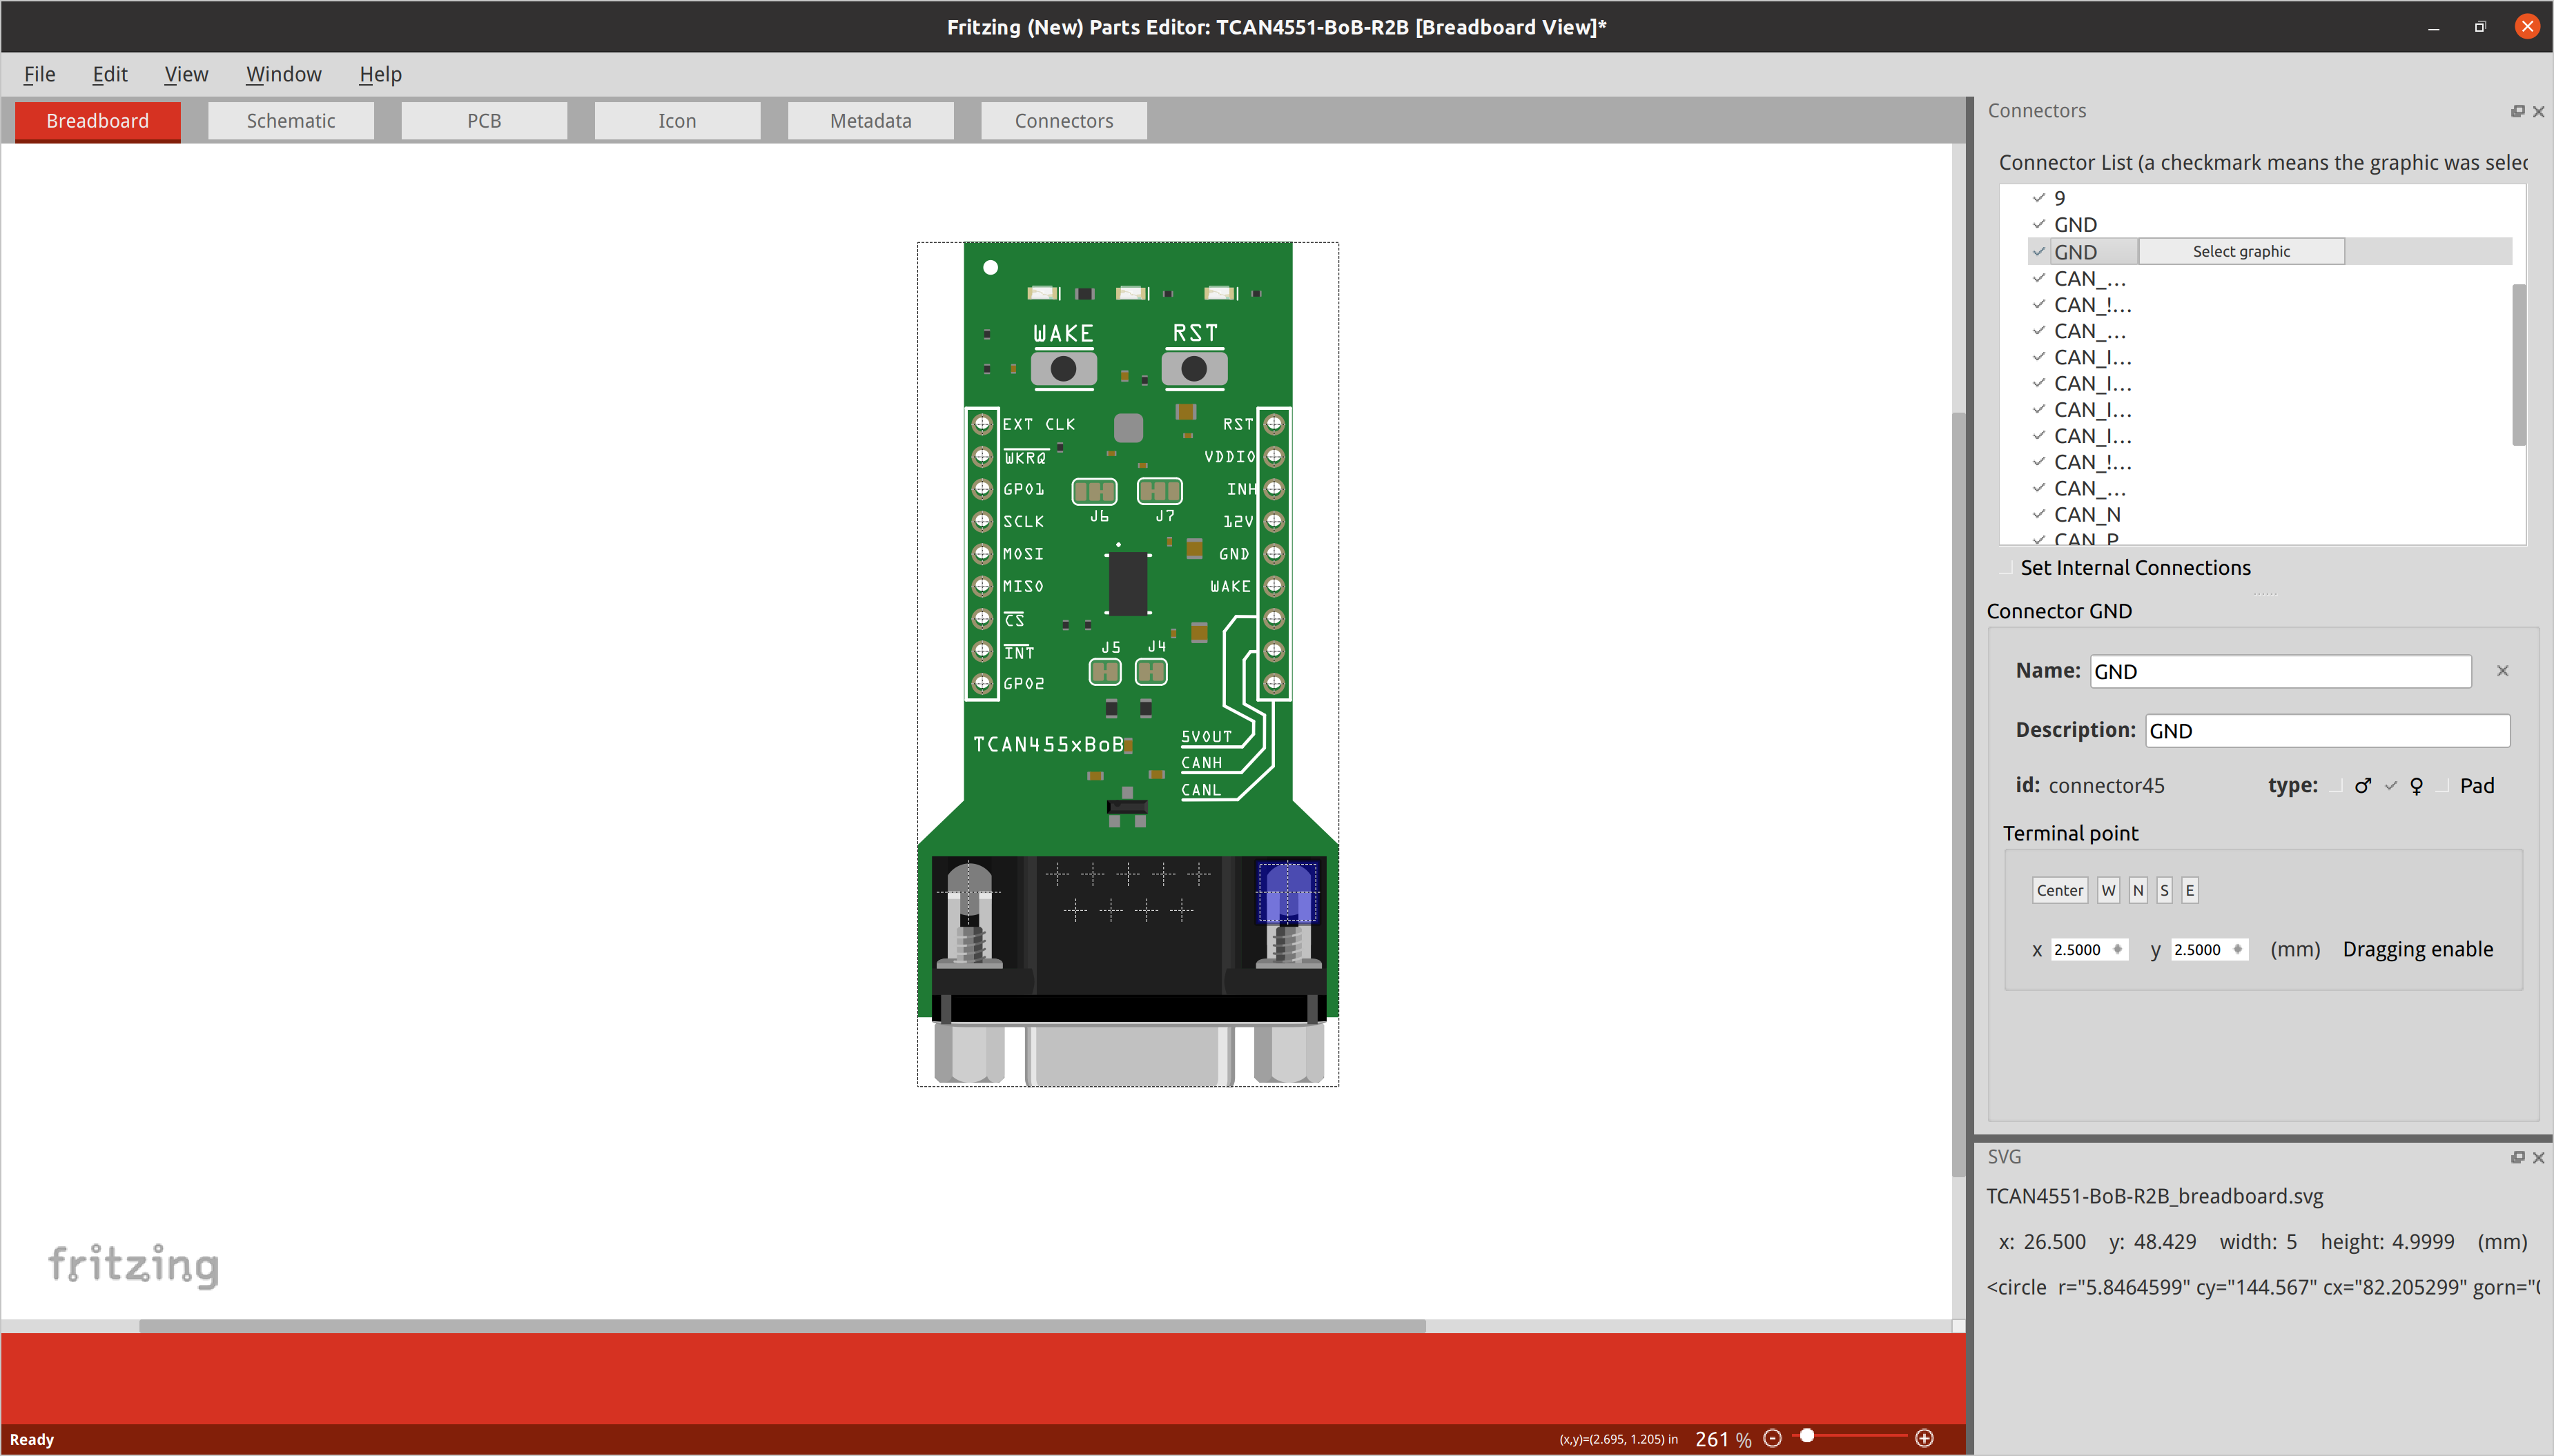 Fritzing (New) Parts Editor: TCAN4551-BoB-R2B [Breadboard View]*
File Edit View Window Help
Breadboard Schematic PCB Icon Metadata Connectors
WAKE RST
EXT CLK RST
WKRQ VDDIO
GPO1 INH
J6 J7
SCLK 12V
MOSI GND
MISO WAKE
CS
INT J5 J4
GPO2
TCAN455xBoB
5VOUT
CANH
CANL
fritzing
Connectors
Connector List (a checkmark means the graphic was selec
9
GND
GND Select graphic
CAN_...
CAN_!...
CAN_...
CAN_I...
CAN_I...
CAN_I...
CAN_I...
CAN_!...
CAN_...
CAN_N
CAN_P
Set Internal Connections
Connector GND
Name: GND
Description: GND
id: connector45 type: ♂ ♀ Pad
Terminal point
Center W N S E
x 2.5000 y 2.5000 (mm) Dragging enable
SVG
TCAN4551-BoB-R2B_breadboard.svg
x: 26.500 y: 48.429 width: 5 height: 4.9999 (mm)
<circle r="5.8464599" cy="144.567" cx="82.205299" gorn="(
Ready
(x,y)=(2.695, 1.205) in 261 %